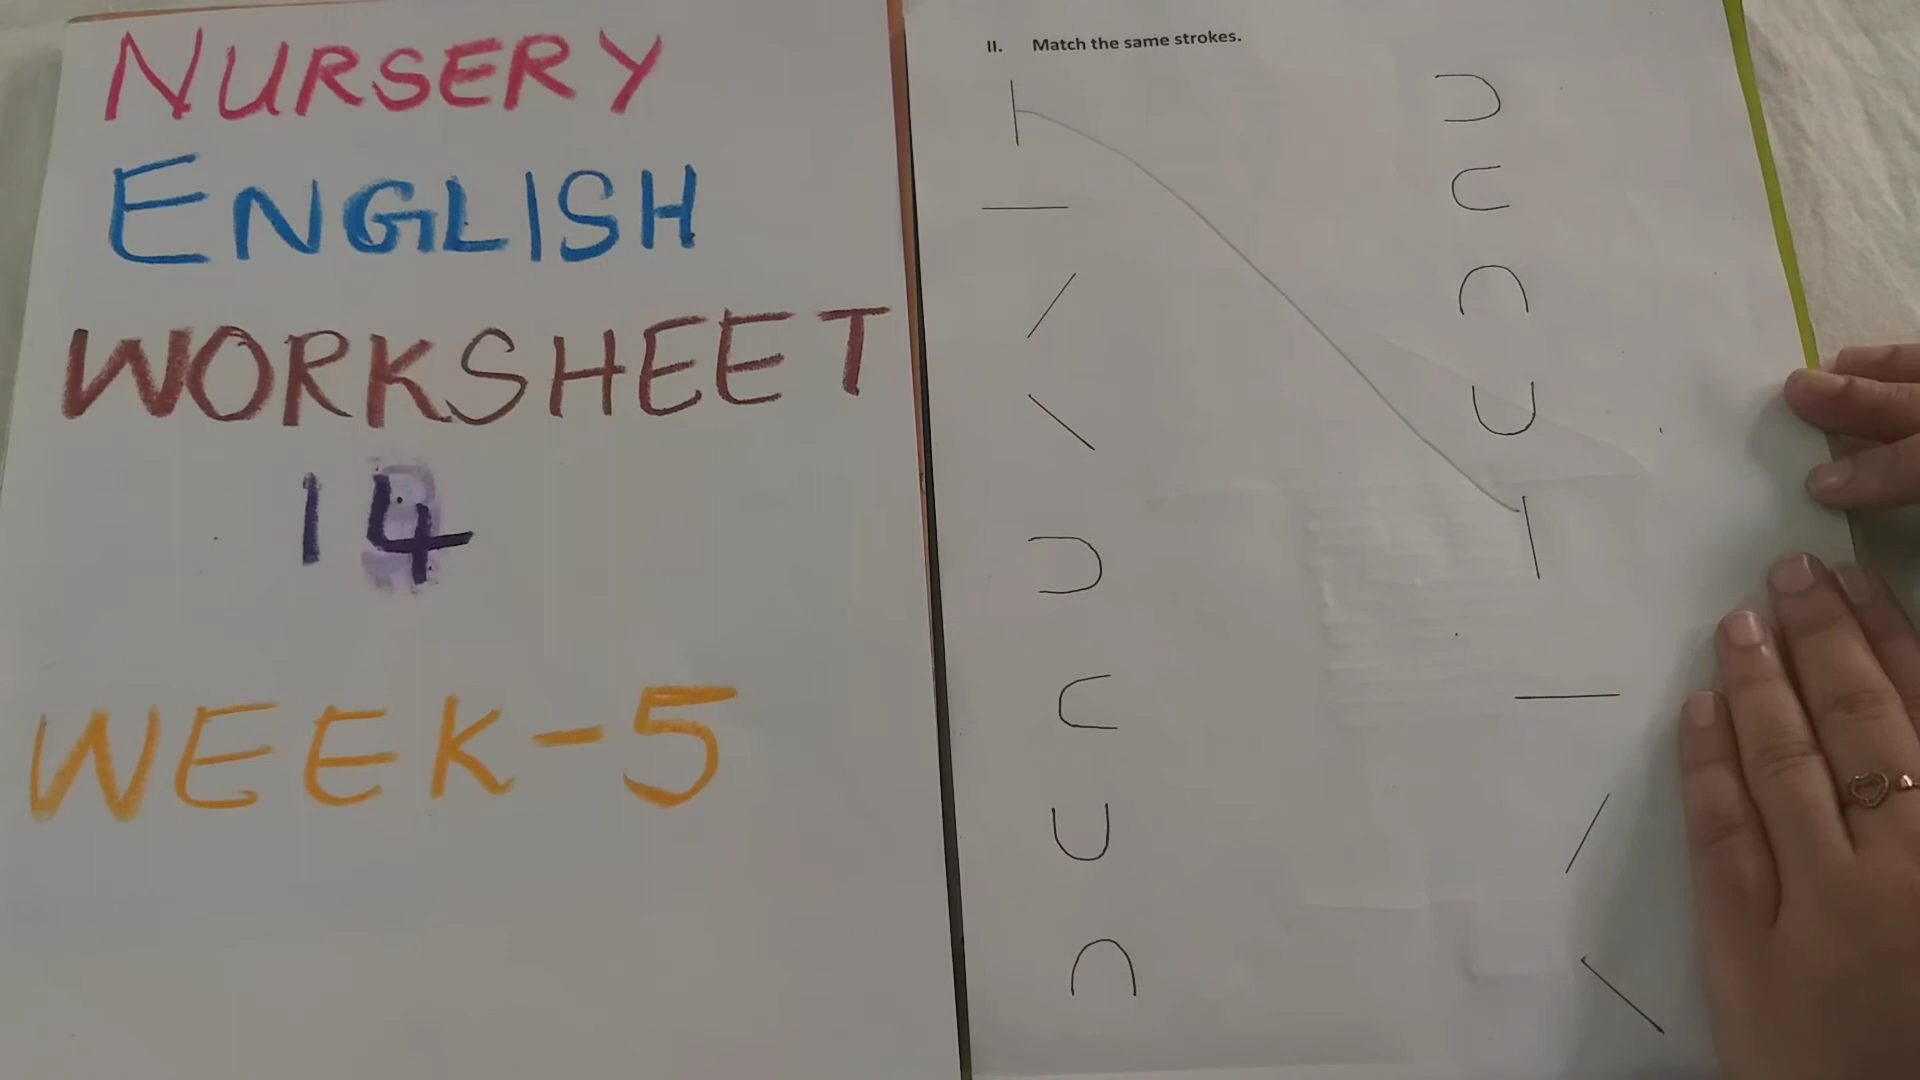 NURSERY
ENGLISH
WORKSHEET
14
WEEK-5
II. Match the same strokes.